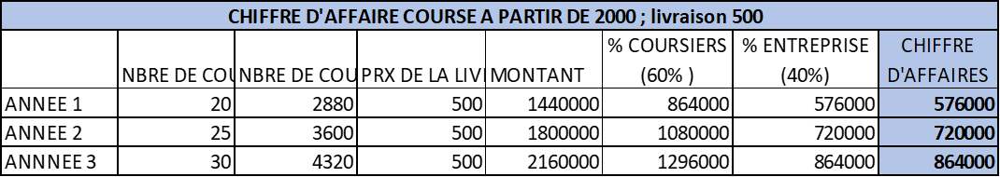 CHIFFRE D'AFFAIRE COURSE A PARTIR DE 2000 ; livraison 500
NBRE DE COU NBRE DE COU PRX DE LA LIVI MONTANT % COURSIERS (60% ) % ENTREPRISE (40%) CHIFFRE D'AFFAIRES
ANNEE 1 20 2880 500 1440000 864000 576000 576000
ANNEE 2 25 3600 500 1800000 1080000 720000 720000
ANNNEE 3 30 4320 500 2160000 1296000 864000 864000